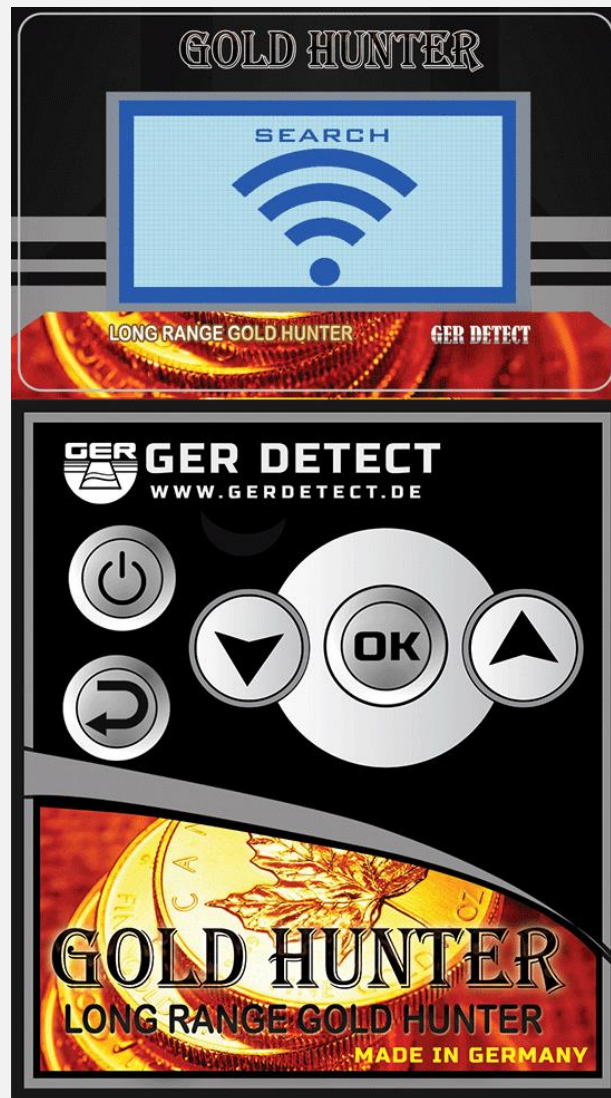 GOLD HUNTER
SEARCH
LONG RANGE GOLD HUNTER GER DETECT
GER GER DETECT
WWW.GERDETECT.DE
OK
GOLD HUNTER
LONG RANGE GOLD HUNTER
MADE IN GERMANY